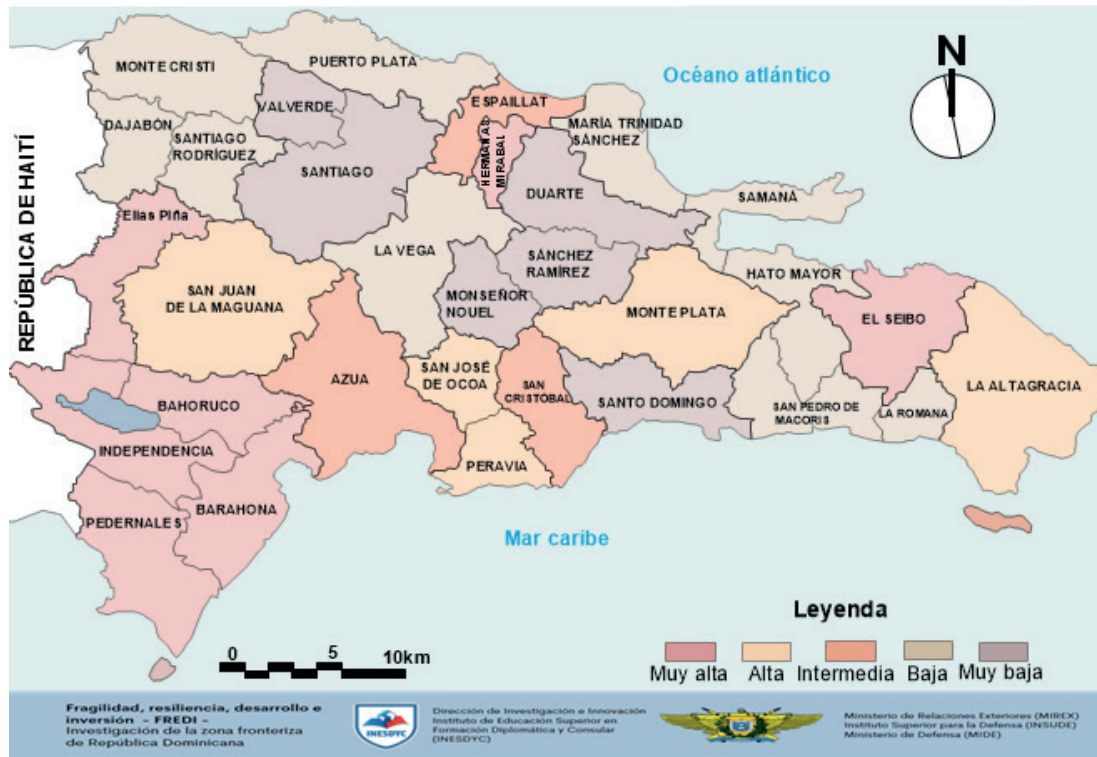 MONTE CRISTI
PUERTO PLATA
Océano atlántico
N
VALVERDE
ESPAILLAT
DAJABÓN
SANTIAGO
RODRÍGUEZ
MARÍA TRINIDAD
SÁNCHEZ
HERMANAS
MIRABAL
SANTIAGO
DUARTE
SAMANÁ
REPÚBLICA DE HAITÍ
Elias Piña
LA VEGA
SÁNCHEZ
RAMÍREZ
HATO MAYOR
SAN JUAN
DE LA MAGUANA
MONSEÑOR
NOUEL
MONTE PLATA
EL SEIBO
AZUA
SAN JOSÉ
DE OCOA
SAN
CRISTÓBAL
LA ALTAGRACIA
BAHORUCO
SANTO DOMINGO
SAN PEDRO DE
MACORIS
LA ROMANA
INDEPENDENCIA
PERAVIA
BARAHONA
PEDERNALES
Mar caribe
Leyenda
0 5 10km
Muy alta Alta Intermedia Baja Muy baja
Fragilidad, resiliencia, desarrollo e
inversión - FREDI -
Investigación de la zona fronteriza
de República Dominicana
INESDYC
Dirección de Investigación e Innovación
Instituto de Educación Superior en
Formación Diplomática y Consular
(INESDYC)
Ministerio de Relaciones Exteriores (MIREX)
Instituto Superior para la Defensa (INSUDE)
Ministerio de Defensa (MIDE)